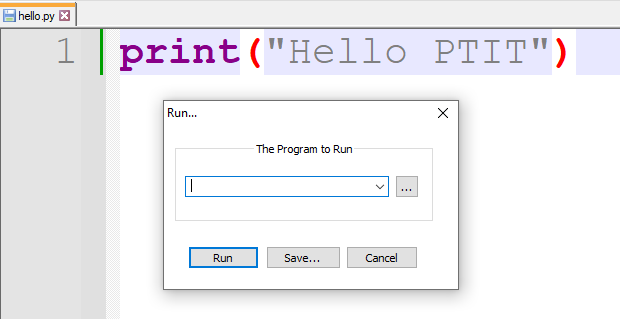 hello.py
1 print("Hello PTIT")
Run...
The Program to Run
...
Run Save... Cancel